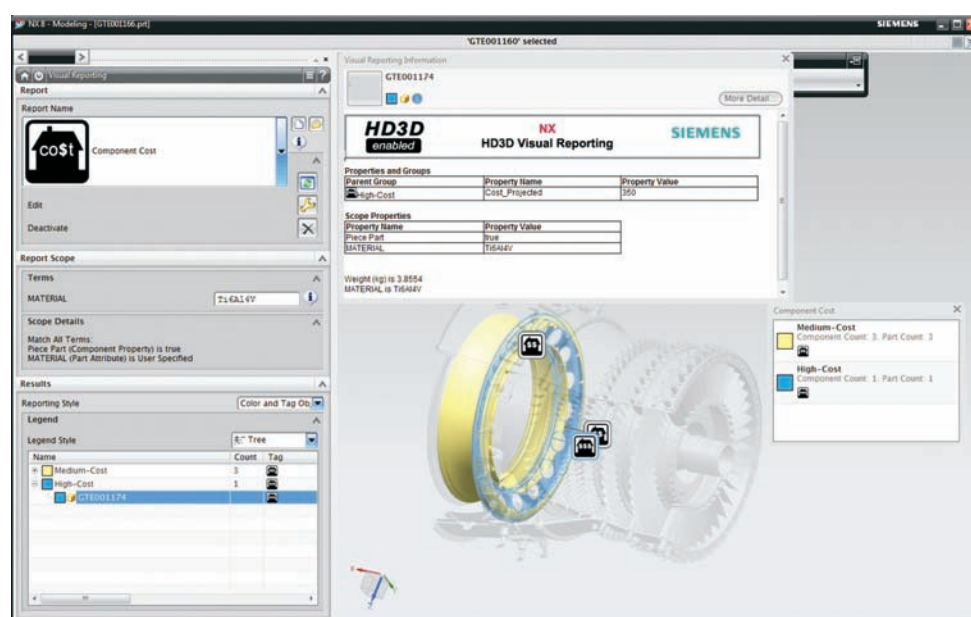 NX 8 - Modeling - [GTE001166.prt]
SIEMENS
'GTE001160' selected
Visual Reporting
Report
Report Name
co$t
Component Cost
Edit
Deactivate
Report Scope
Terms
MATERIAL
Ti6Al4V
Scope Details
Match All Terms:
Piece Part (Component Property) is true
MATERIAL (Part Attribute) is User Specified
Results
Reporting Style
Color and Tag Ob
Legend
Legend Style
Tree
Name Count Tag
Medium-Cost 3
High-Cost 1
GTE001174
Visual Reporting Information
GTE001174
More Detail...
HD3D
enabled
NX
HD3D Visual Reporting
SIEMENS
Properties and Groups
Parent Group Property Name Property Value
High-Cost Cost_Projected 350
Scope Properties
Property Name Property Value
Piece Part true
MATERIAL Ti6Al4V
Weight (kg) is 3.8554
MATERIAL is Ti6Al4V
$$
$$$
Component Cost
Medium-Cost
Component Count: 3, Part Count: 3
High-Cost
Component Count: 1, Part Count: 1